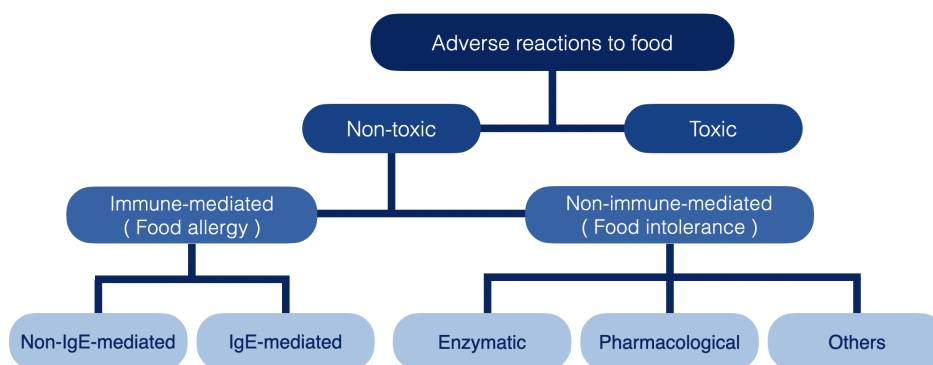 Adverse reactions to food
Non-toxic
Toxic
Immune-mediated
( Food allergy )
Non-immune-mediated
( Food intolerance )
Non-IgE-mediated
IgE-mediated
Enzymatic
Pharmacological
Others